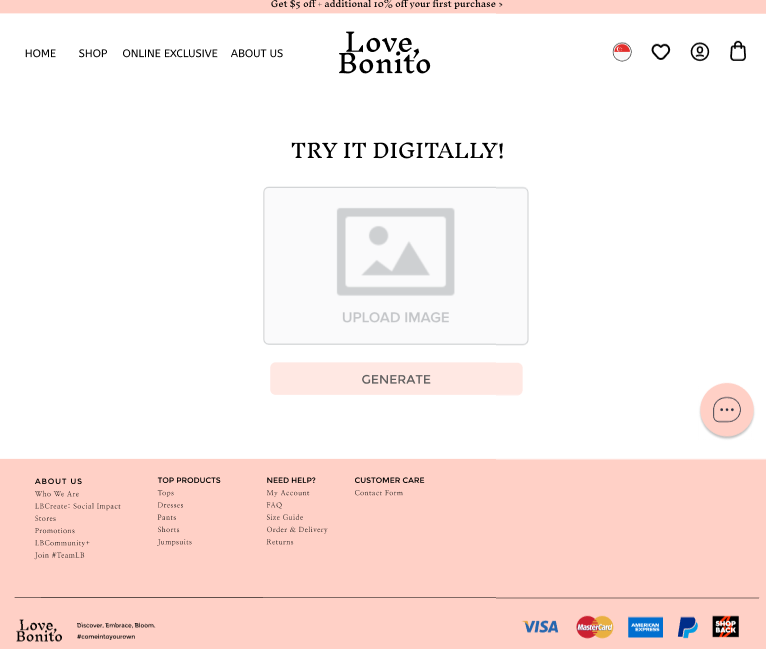 Get $5 off + additional 10% off your first purchase >
HOME SHOP ONLINE EXCLUSIVE ABOUT US
Love,
Bonito
TRY IT DIGITALLY!
UPLOAD IMAGE
GENERATE
ABOUT US
Who We Are
LBCreate: Social Impact
Stores
Promotions
LBCommunity+
Join #TeamLB
TOP PRODUCTS
Tops
Dresses
Pants
Shorts
Jumpsuits
NEED HELP?
My Account
FAQ
Size Guide
Order & Delivery
Returns
CUSTOMER CARE
Contact Form
Love,
Bonito
Discover. Embrace. Bloom.
#comeintoyourown
VISA
MasterCard
AMERICAN
EXPRESS
SHOP
BACK